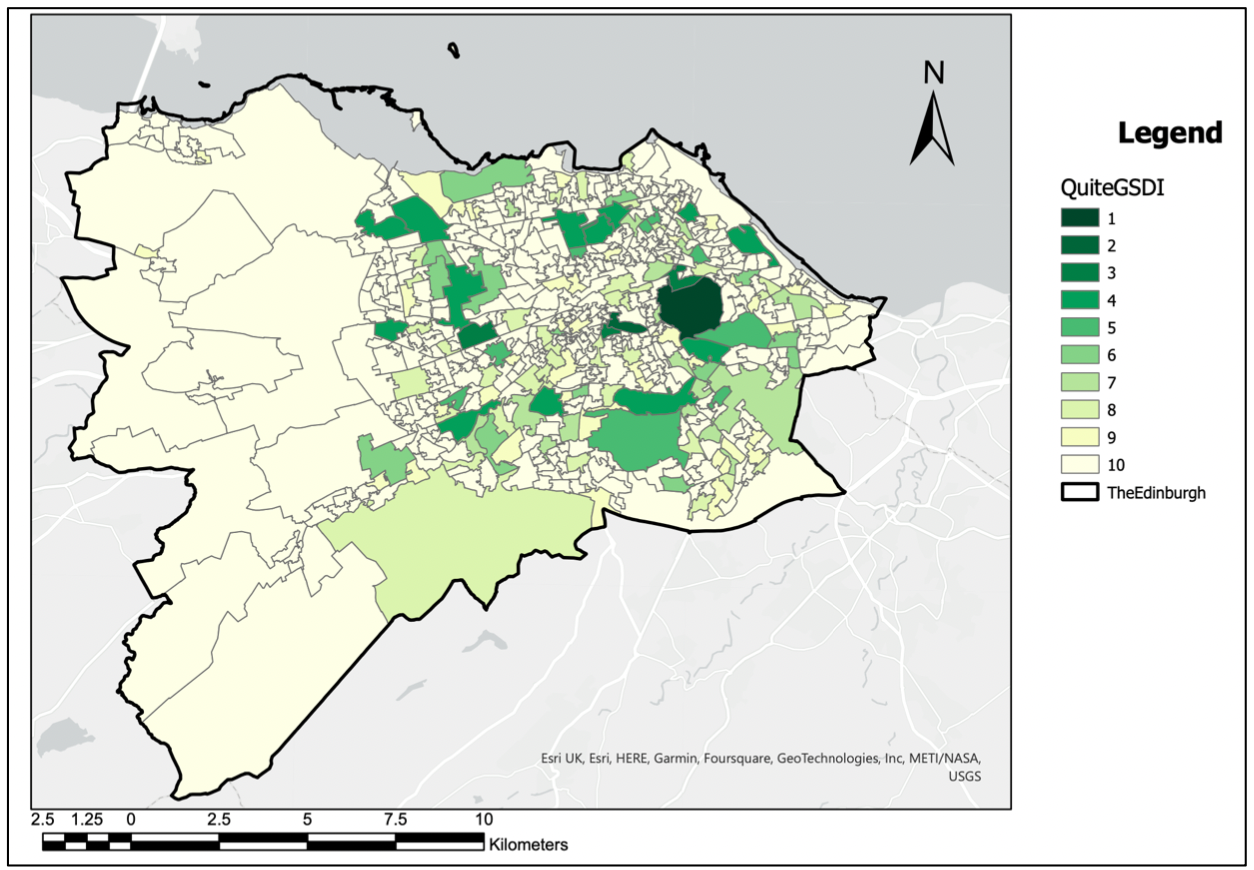 N
Legend
QuiteGSDI
1
2
3
4
5
6
7
8
9
10
TheEdinburgh
Esri UK, Esri, HERE, Garmin, Foursquare, GeoTechnologies, Inc, METI/NASA,
USGS
2.5 1.25 0 2.5 5 7.5 10
Kilometers